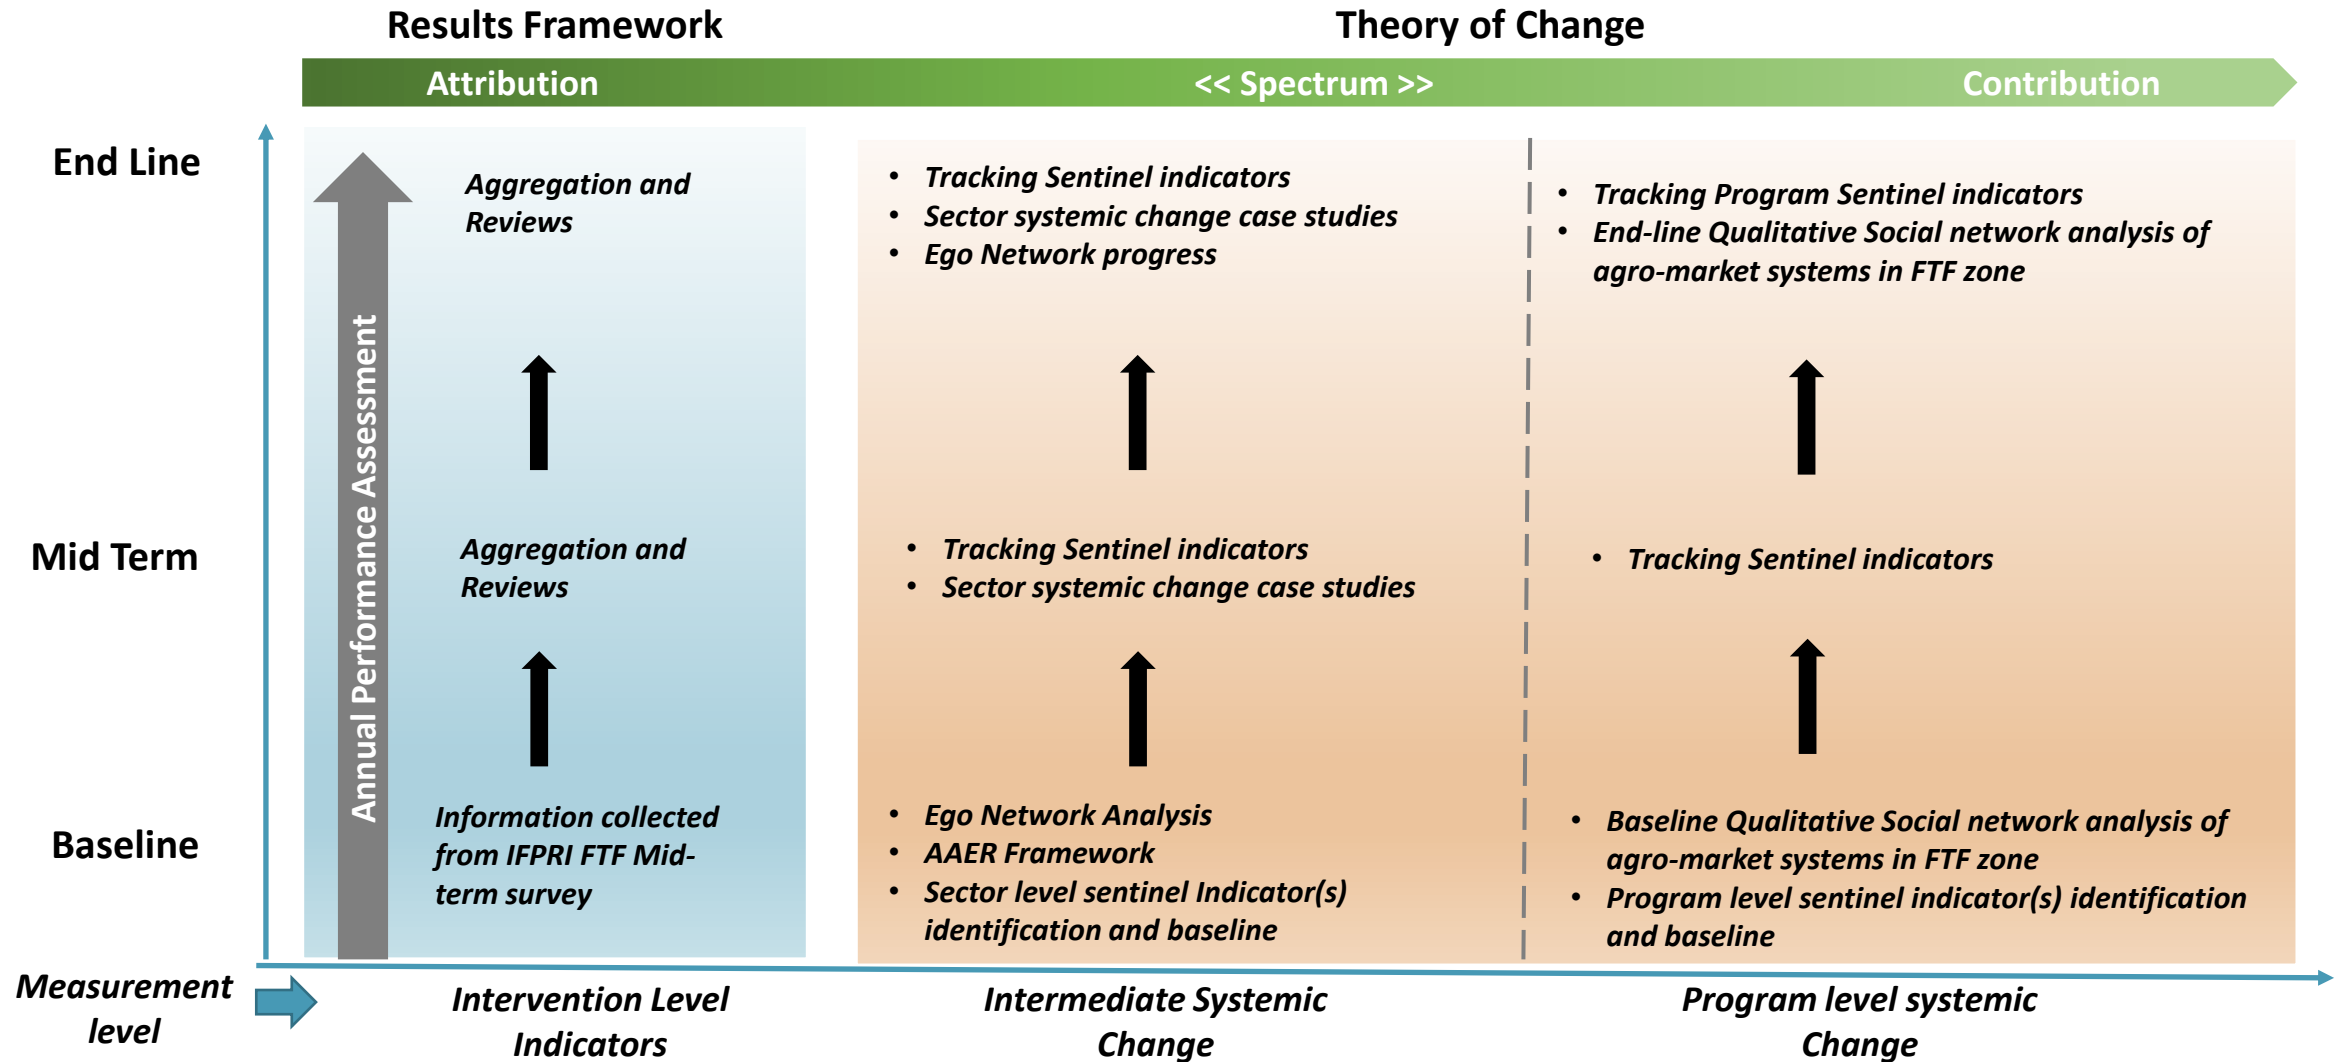 Results Framework
Theory of Change
Attribution
<< Spectrum >>
Contribution
End Line
Aggregation and
Reviews
• Tracking Sentinel indicators
• Sector systemic change case studies
• Ego Network progress
• Tracking Program Sentinel indicators
• End-line Qualitative Social network analysis of
agro-market systems in FTF zone
Annual Performance Assessment
Mid Term
Aggregation and
Reviews
• Tracking Sentinel indicators
• Sector systemic change case studies
• Tracking Sentinel indicators
Baseline
Information collected
from IFPRI FTF Mid-
term survey
• Ego Network Analysis
• AAER Framework
• Sector level sentinel Indicator(s)
identification and baseline
• Baseline Qualitative Social network analysis of
agro-market systems in FTF zone
• Program level sentinel indicator(s) identification
and baseline
Measurement
level
Intervention Level
Indicators
Intermediate Systemic
Change
Program level systemic
Change